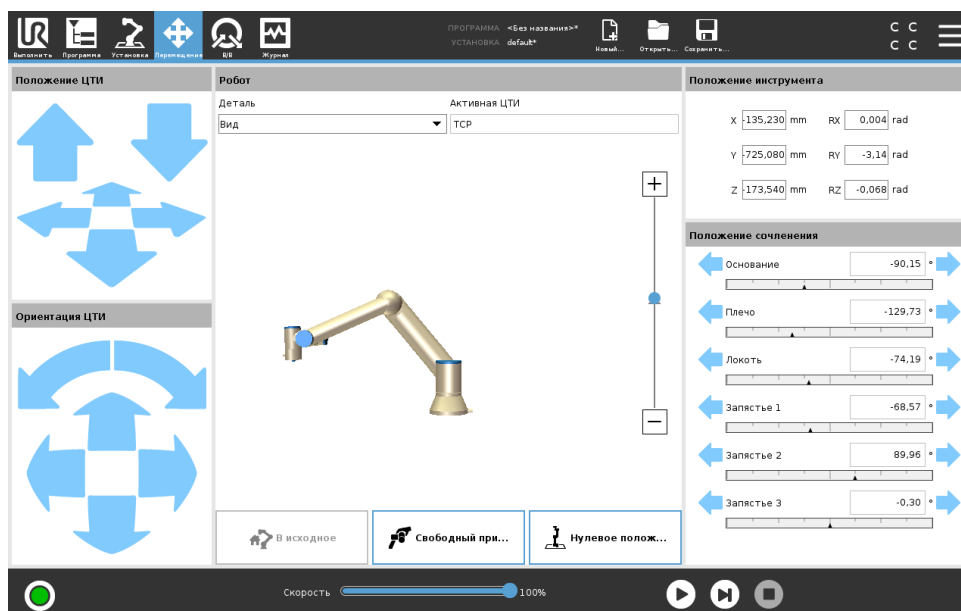 ПРОГРАММА <Без названия>*
УСТАНОВКА default*
Выполнить Программа Установка Перемещение В/В Журнал
Новый... Открыть... Сохранить...
C C
C C
Положение ЦТИ
Робот
Положение инструмента
Деталь
Активная ЦТИ
Вид
TCP
X -135,230 mm RX 0,004 rad
Y -725,080 mm RY -3,14 rad
Z -173,540 mm RZ -0,068 rad
Положение сочленения
Основание -90,15 °
Плечо -129,73 °
Локоть -74,19 °
Запястье 1 -68,57 °
Запястье 2 89,96 °
Запястье 3 -0,30 °
Ориентация ЦТИ
В исходное
Свободный при...
Нулевое полож...
Скорость 100%